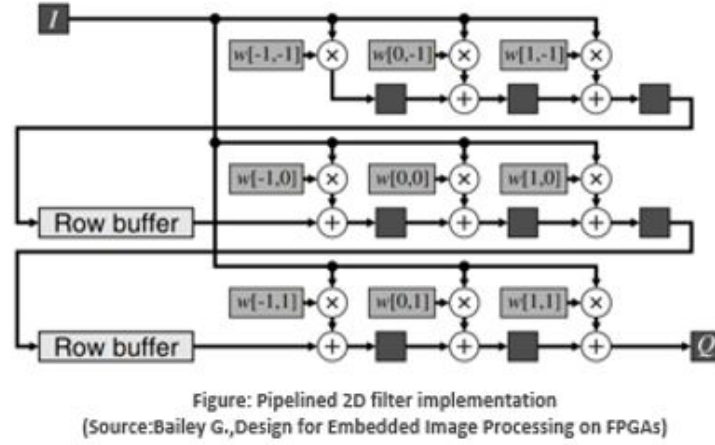 I
w[-1,-1] × w[0,-1] × w[1,-1] ×
+ +
w[-1,0] × w[0,0] × w[1,0] ×
Row buffer + + +
w[-1,1] × w[0,1] × w[1,1] ×
Row buffer + + + Q
Figure: Pipelined 2D filter implementation
(Source:Bailey G.,Design for Embedded Image Processing on FPGAs)